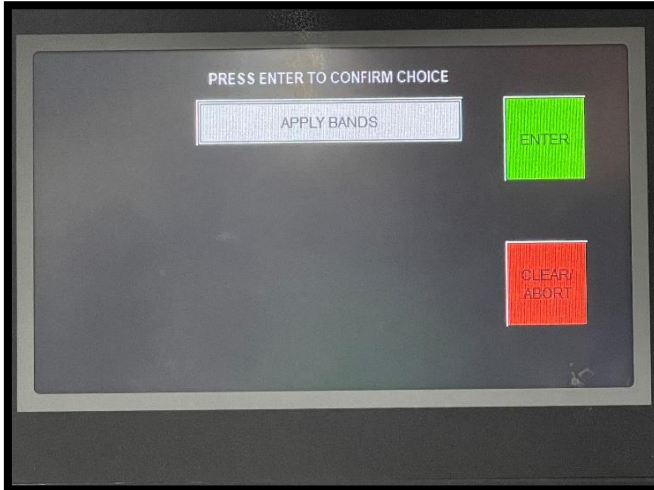 PRESS ENTER TO CONFIRM CHOICE
APPLY BANDS
ENTER
CLEAR/
ABORT